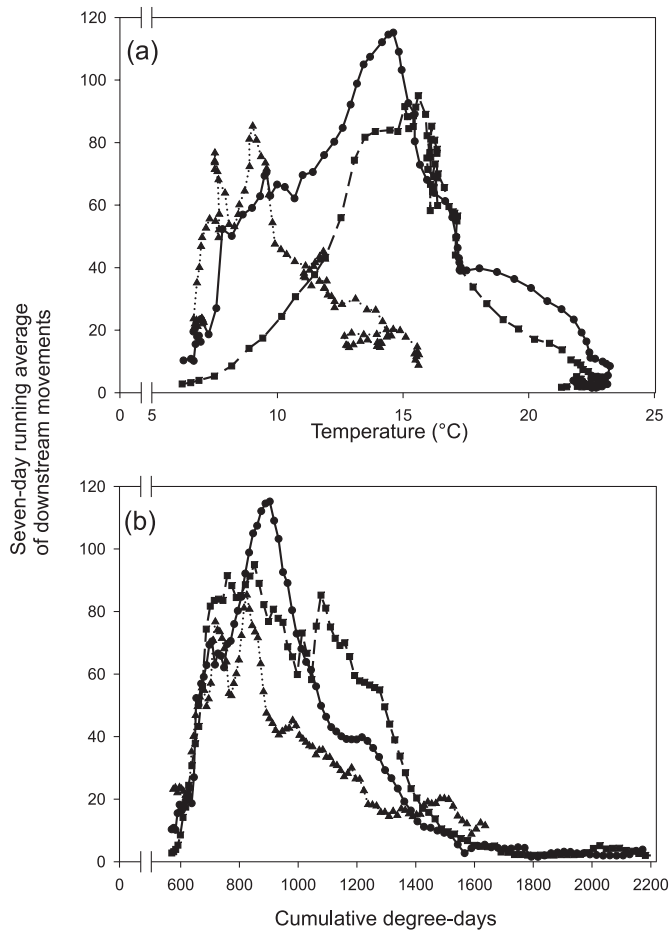 120
(a)
100
80
60
40
20
0
0 5 10 15 20 25
Temperature (°C)
Seven-day running average
of downstream movements
120
(b)
100
80
60
40
20
0
0 600 800 1000 1200 1400 1600 1800 2000 2200
Cumulative degree-days